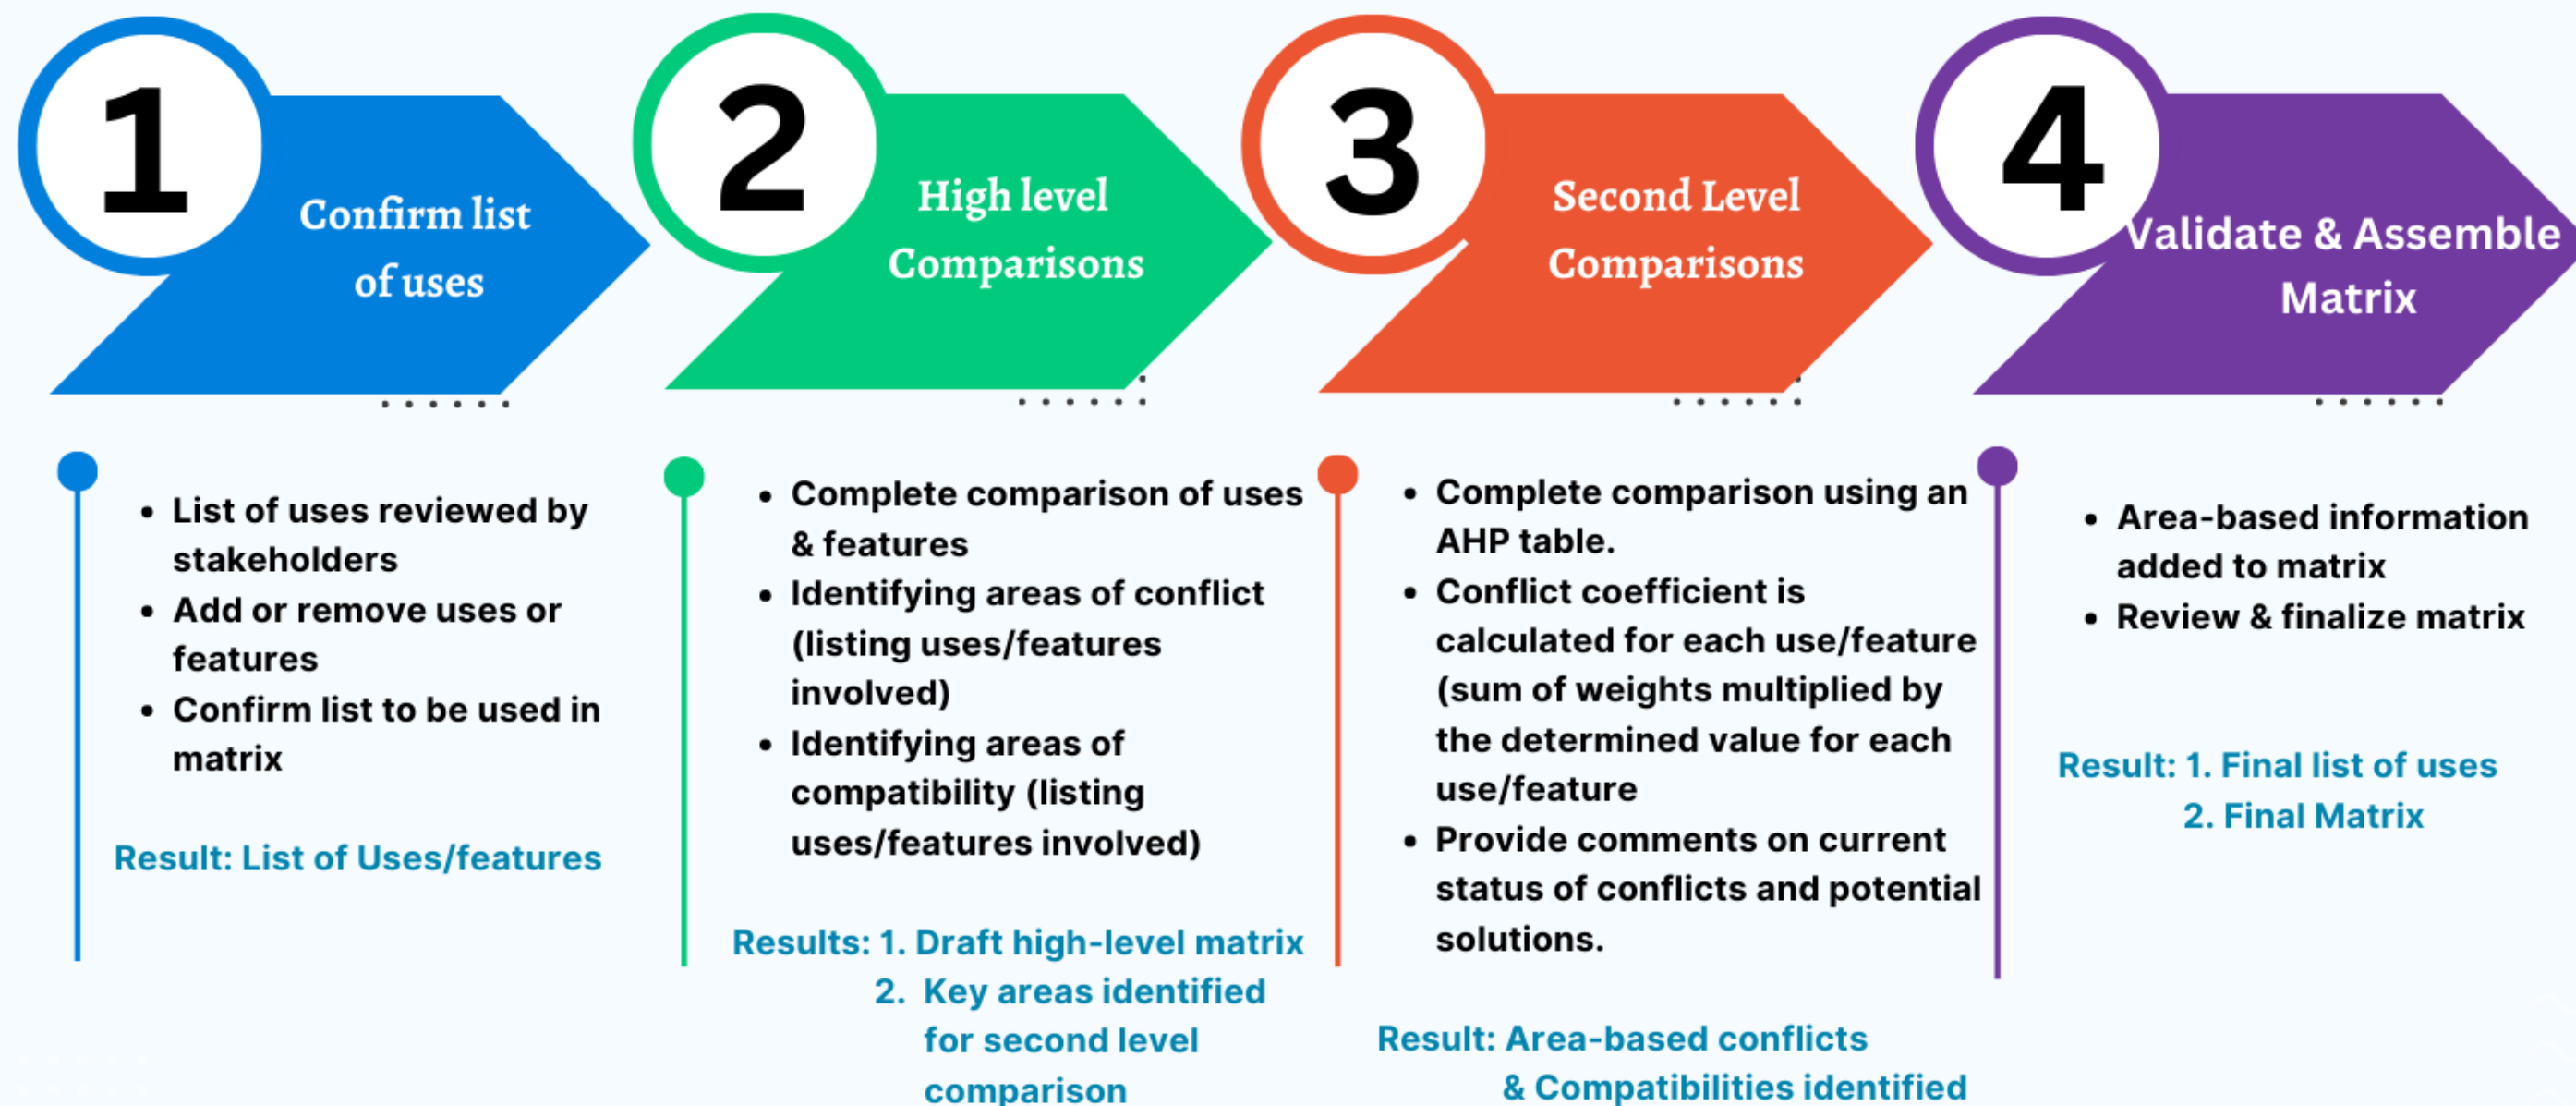 1
Confirm list
of uses
• List of uses reviewed by
stakeholders
• Add or remove uses or
features
• Confirm list to be used in
matrix
Result: List of Uses/features
2
High level
Comparisons
• Complete comparison of uses
& features
• Identifying areas of conflict
(listing uses/features
involved)
• Identifying areas of
compatibility (listing
uses/features involved)
Results: 1. Draft high-level matrix
2. Key areas identified
for second level
comparison
3
Second Level
Comparisons
• Complete comparison using an
AHP table.
• Conflict coefficient is
calculated for each use/feature
(sum of weights multiplied by
the determined value for each
use/feature
• Provide comments on current
status of conflicts and potential
solutions.
Result: Area-based conflicts
& Compatibilities identified
4
Validate & Assemble
Matrix
• Area-based information
added to matrix
• Review & finalize matrix
Result: 1. Final list of uses
2. Final Matrix